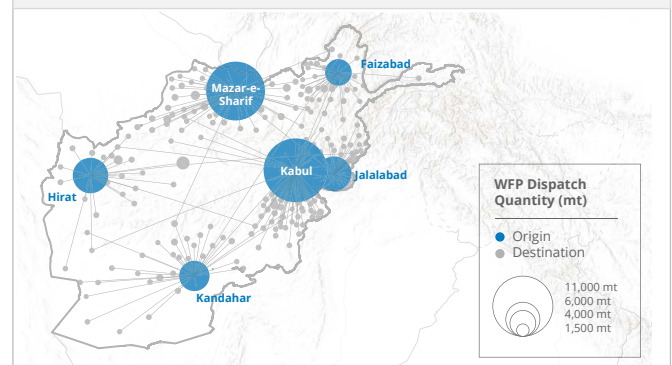 Faizabad
Mazar-e-
Sharif
Kabul
Jalalabad
Hirat
Kandahar
WFP Dispatch
Quantity (mt)
Origin
Destination
11,000 mt
6,000 mt
4,000 mt
1,500 mt